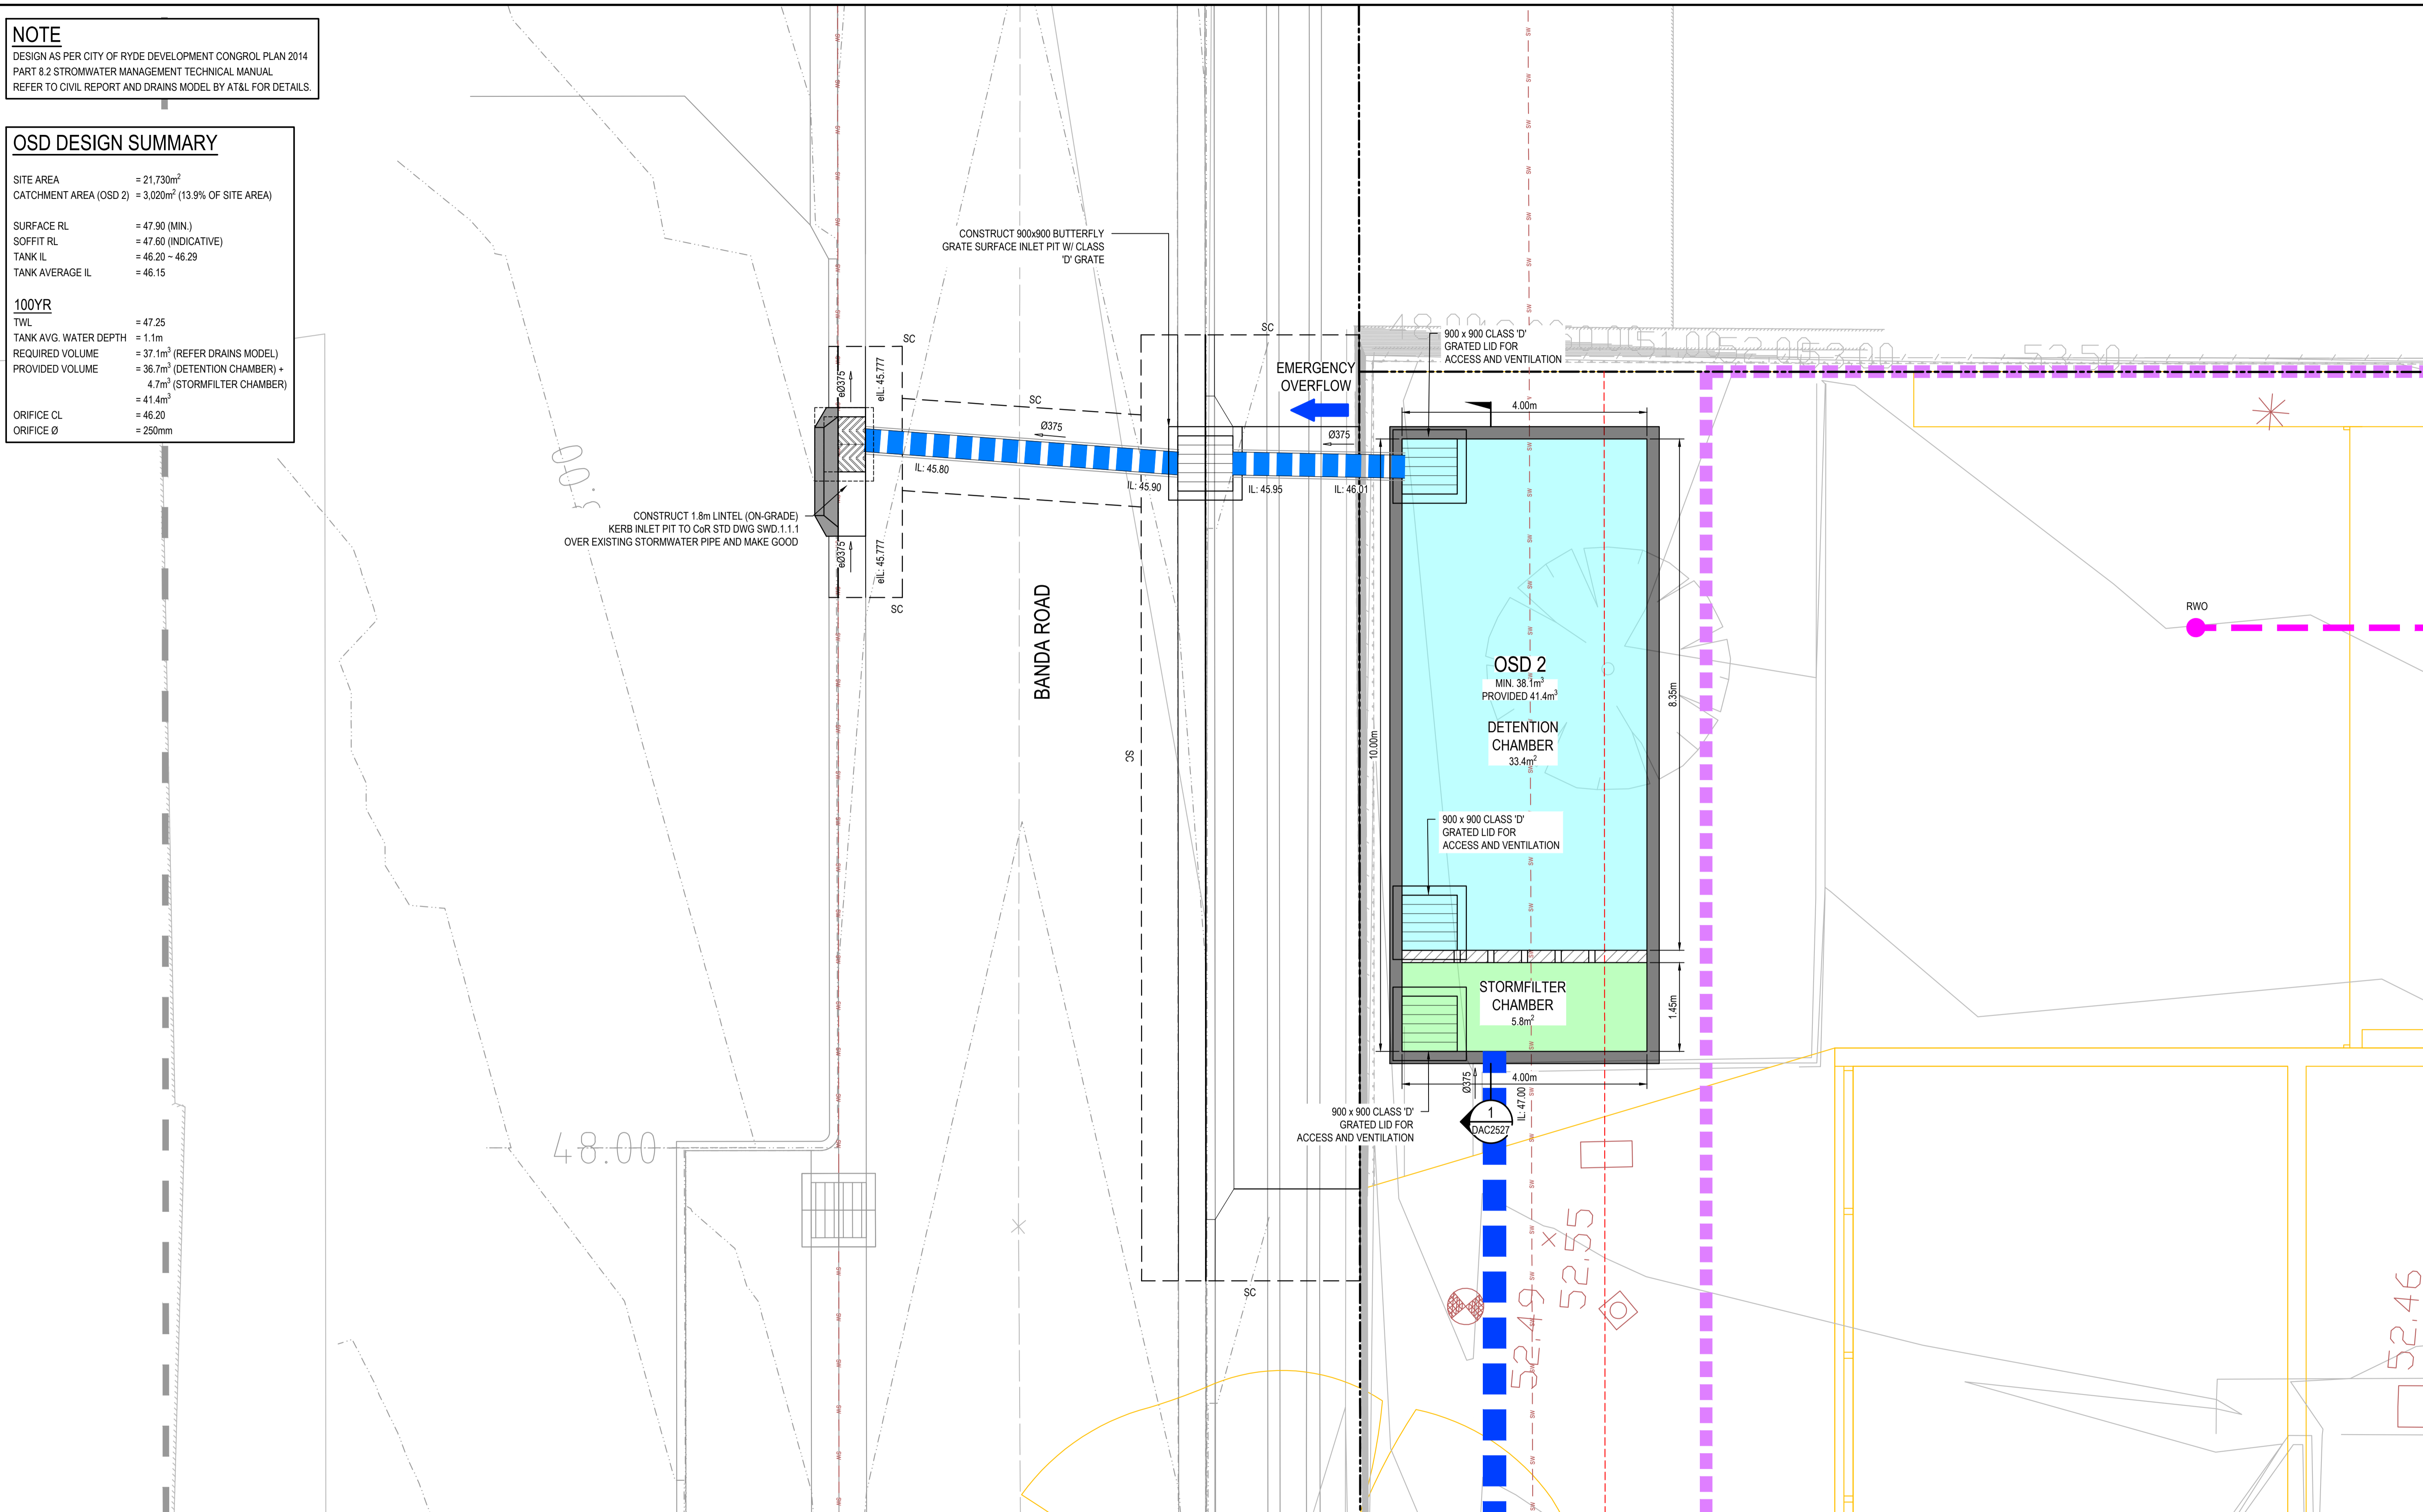 NOTE
DESIGN AS PER CITY OF RYDE DEVELOPMENT CONGROL PLAN 2014
PART 8.2 STROMWATER MANAGEMENT TECHNICAL MANUAL
REFER TO CIVIL REPORT AND DRAINS MODEL BY AT&L FOR DETAILS.
OSD DESIGN SUMMARY
SITE AREA = 21,730m²
CATCHMENT AREA (OSD 2) = 3,020m² (13.9% OF SITE AREA)
SURFACE RL = 47.90 (MIN.)
SOFFIT RL = 47.60 (INDICATIVE)
TANK IL = 46.20 ~ 46.29
TANK AVERAGE IL = 46.15
100YR
TWL = 47.25
TANK AVG. WATER DEPTH = 1.1m
REQUIRED VOLUME = 37.1m³ (REFER DRAINS MODEL)
PROVIDED VOLUME = 36.7m³ (DETENTION CHAMBER) +
4.7m³ (STORMFILTER CHAMBER)
= 41.4m³
ORIFICE CL = 46.20
ORIFICE Ø = 250mm
CONSTRUCT 900x900 BUTTERFLY
GRATE SURFACE INLET PIT W/ CLASS
'D' GRATE
SC
SC
SC
eØ375
eIL: 45.777
Ø375
IL: 45.80
IL: 45.90
Ø375
IL: 45.95
IL: 46.01
EMERGENCY
OVERFLOW
900 x 900 CLASS 'D'
GRATED LID FOR
ACCESS AND VENTILATION
52.00
53.00
53.50
4.00m
CONSTRUCT 1.8m LINTEL (ON-GRADE)
KERB INLET PIT TO CoR STD DWG SWD.1.1.1
OVER EXISTING STORMWATER PIPE AND MAKE GOOD
eØ375
eIL: 45.777
SC
BANDA ROAD
SC
10.00m
8.35m
OSD 2
MIN. 38.1m³
PROVIDED 41.4m³
DETENTION
CHAMBER
33.4m²
RWO
900 x 900 CLASS 'D'
GRATED LID FOR
ACCESS AND VENTILATION
STORMFILTER
CHAMBER
5.8m²
1.45m
4.00m
Ø375
IL: 47.00
900 x 900 CLASS 'D'
GRATED LID FOR
ACCESS AND VENTILATION
1
DAC2527
48.00
SC
52.55
52.49
52.46
SW